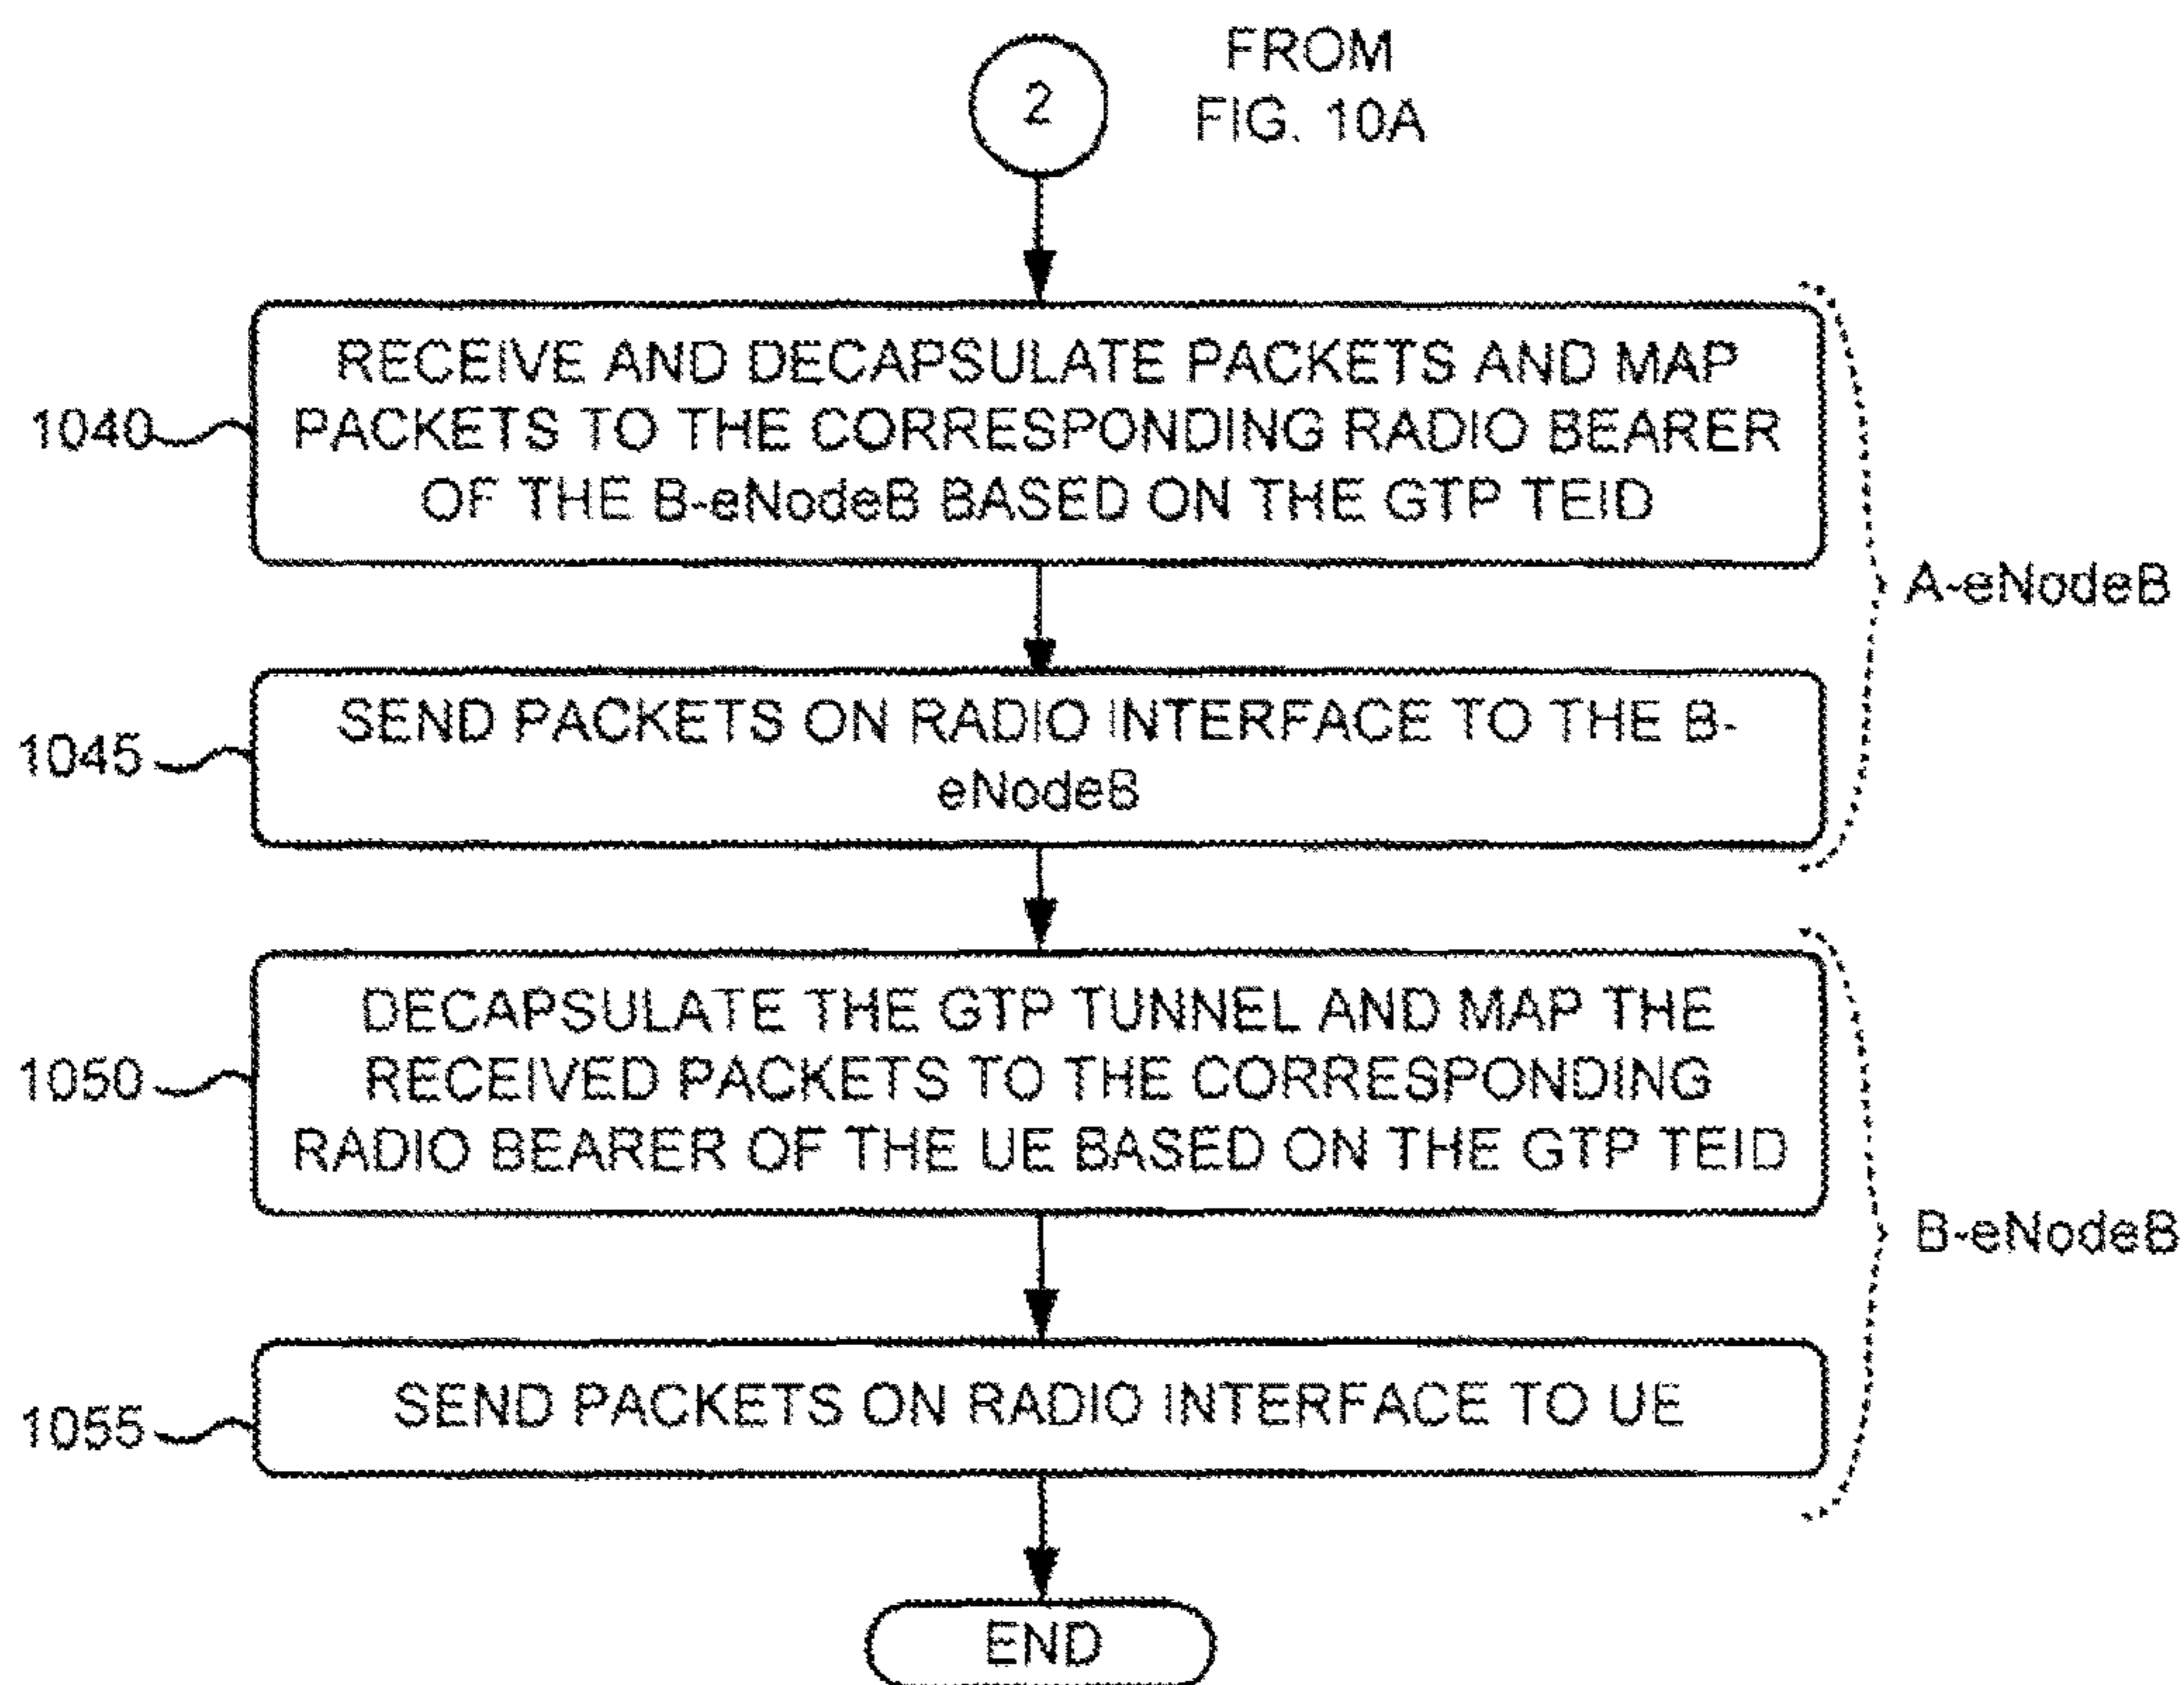 2
FROM
FIG. 10A
RECEIVE AND DECAPSULATE PACKETS AND MAP
PACKETS TO THE CORRESPONDING RADIO BEARER
OF THE B-eNodeB BASED ON THE GTP TEID
1040
A-eNodeB
SEND PACKETS ON RADIO INTERFACE TO THE B-
eNodeB
1045
DECAPSULATE THE GTP TUNNEL AND MAP THE
RECEIVED PACKETS TO THE CORRESPONDING
RADIO BEARER OF THE UE BASED ON THE GTP TEID
1050
B-eNodeB
SEND PACKETS ON RADIO INTERFACE TO UE
1055
END